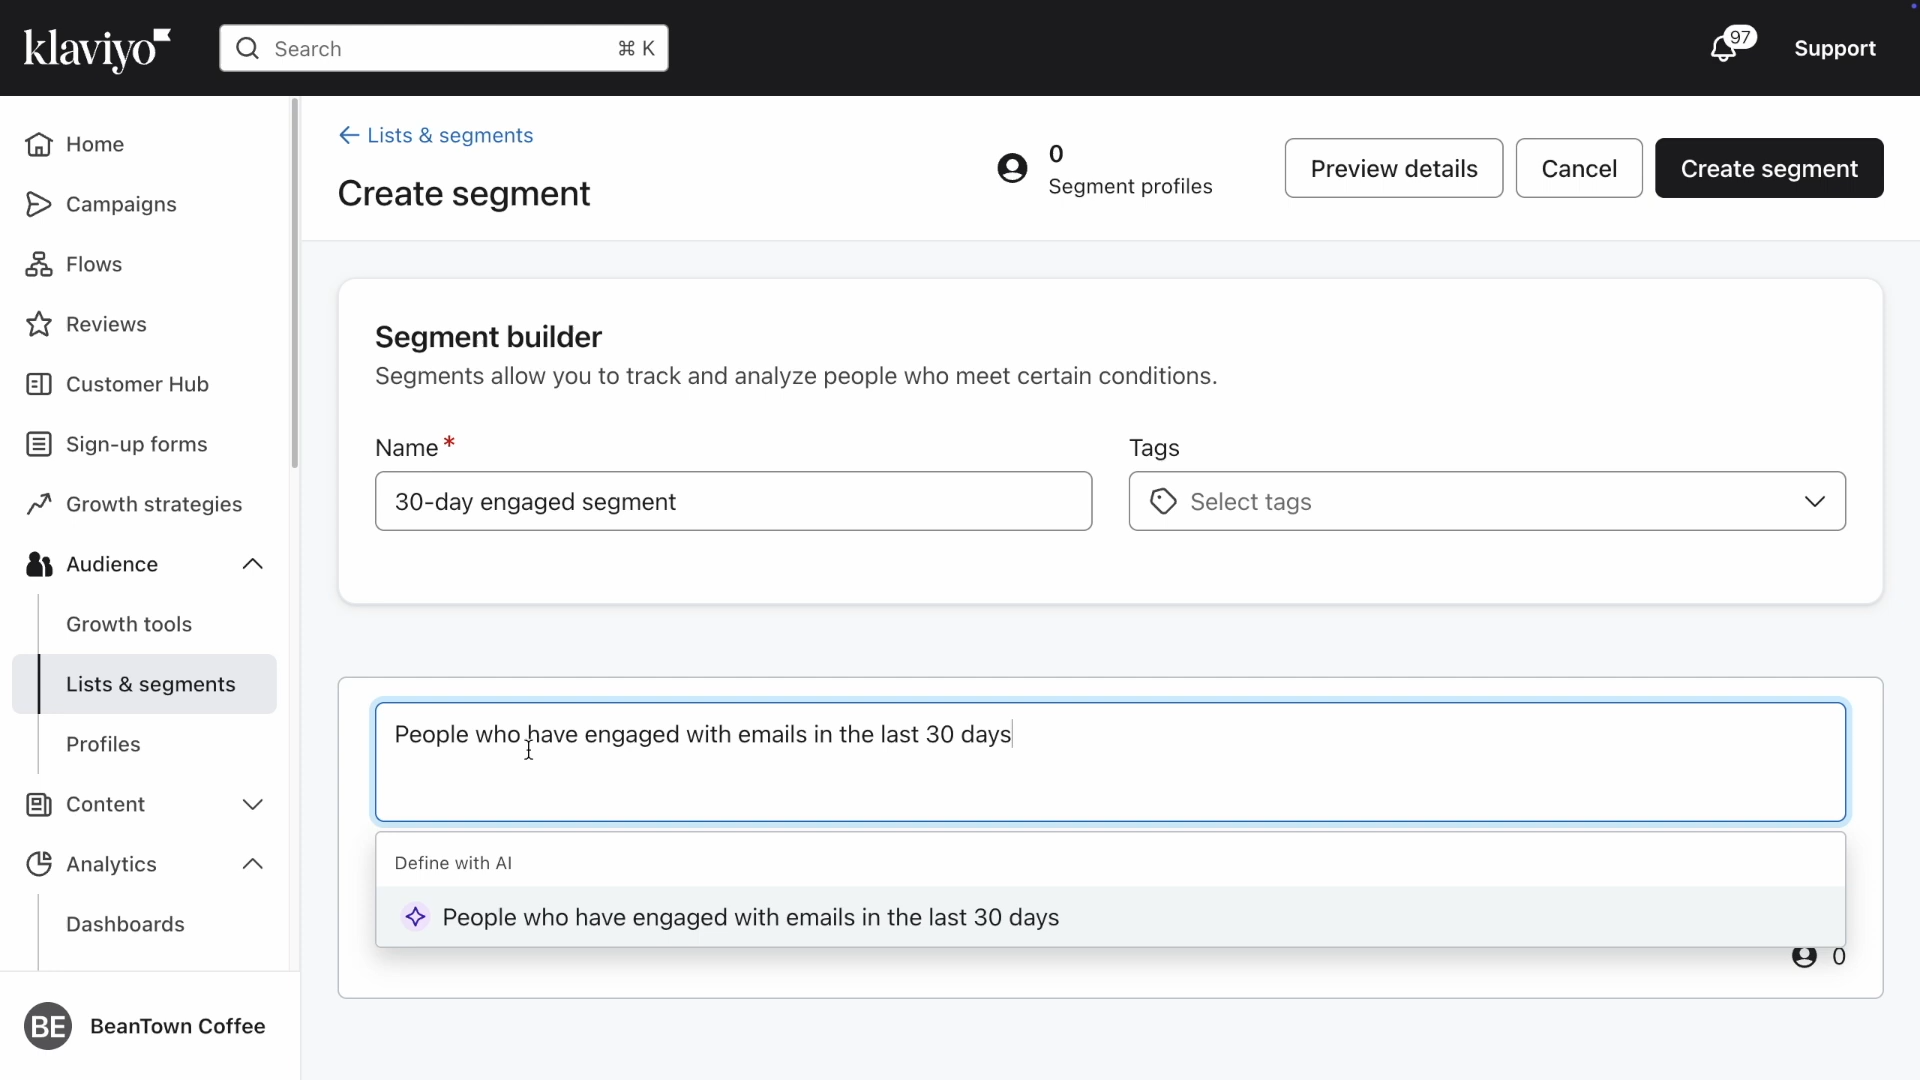 klaviyo
Search
⌘ K
97
Support
Home
Campaigns
Flows
Reviews
Customer Hub
Sign-up forms
Growth strategies
Audience
Growth tools
Lists & segments
Profiles
Content
Analytics
Dashboards
BE
BeanTown Coffee
← Lists & segments
Create segment
0
Segment profiles
Preview details
Cancel
Create segment
Segment builder
Segments allow you to track and analyze people who meet certain conditions.
Name*
30-day engaged segment
Tags
Select tags
People who have engaged with emails in the last 30 days
Define with AI
People who have engaged with emails in the last 30 days
0